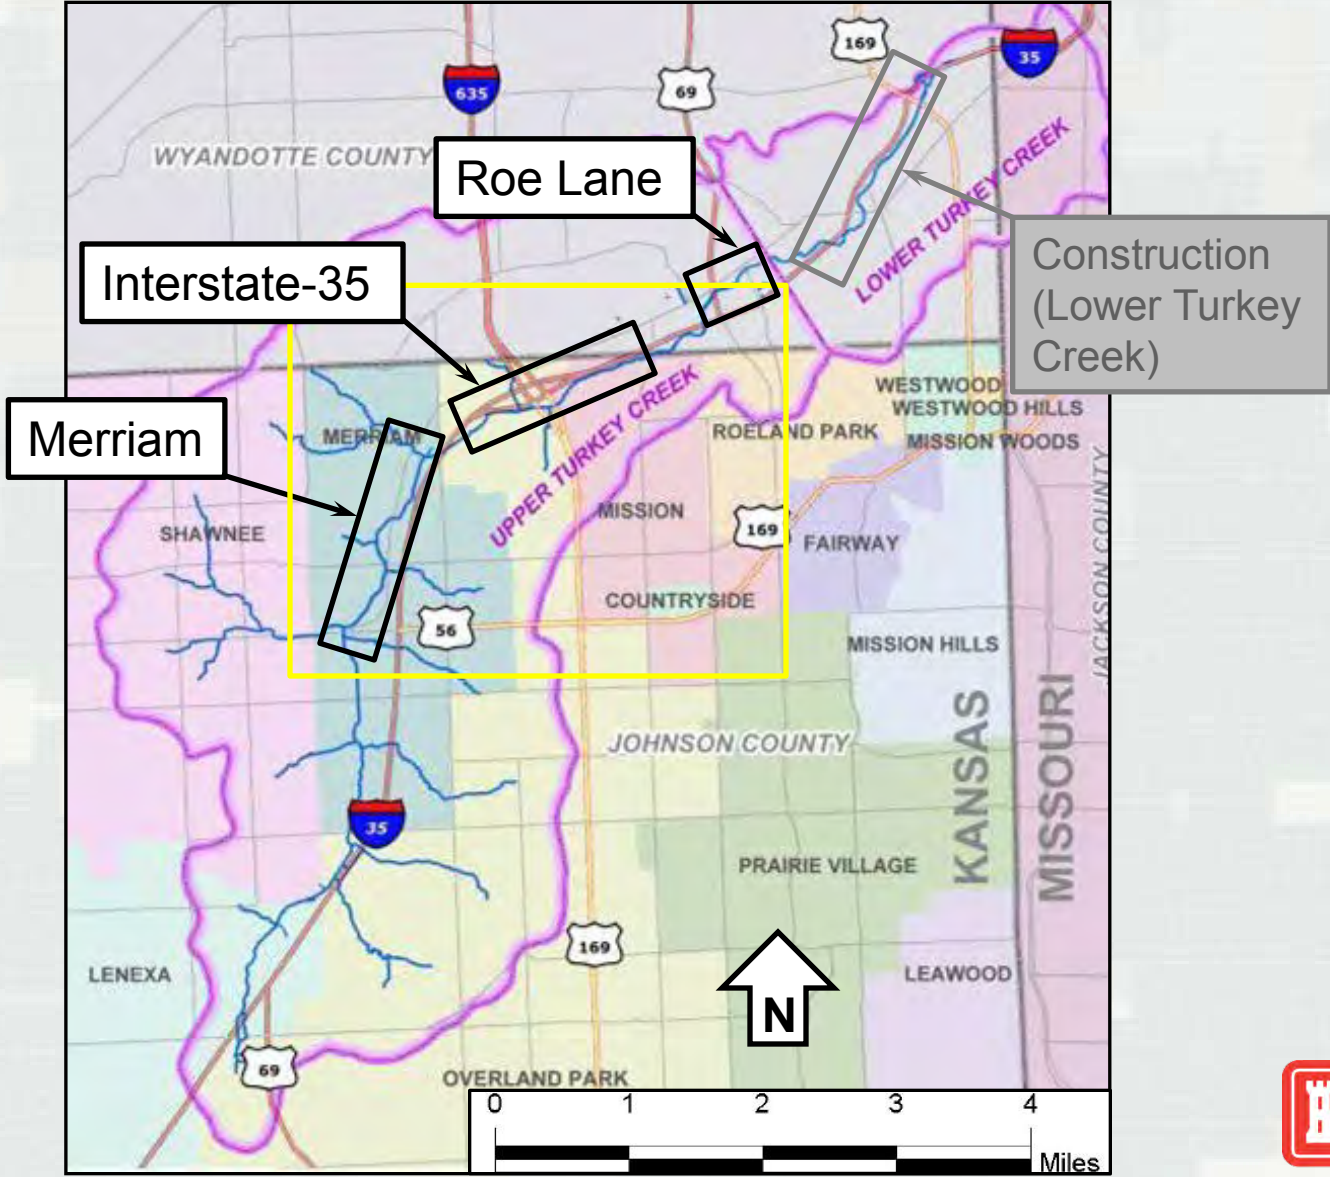 169
35
635
69
WYANDOTTE COUNTY
Roe Lane
LOWER TURKEY CREEK
Construction
(Lower Turkey
Creek)
Interstate-35
WESTWOOD
WESTWOOD HILLS
Merriam
MERRIAM
ROELAND PARK
MISSION WOODS
UPPER TURKEY CREEK
JACKSON COUNTY
SHAWNEE
MISSION
169
FAIRWAY
COUNTRYSIDE
56
MISSION HILLS
KANSAS
MISSOURI
JOHNSON COUNTY
35
PRAIRIE VILLAGE
169
LENEXA
LEAWOOD
N
69
OVERLAND PARK
0 1 2 3 4
Miles